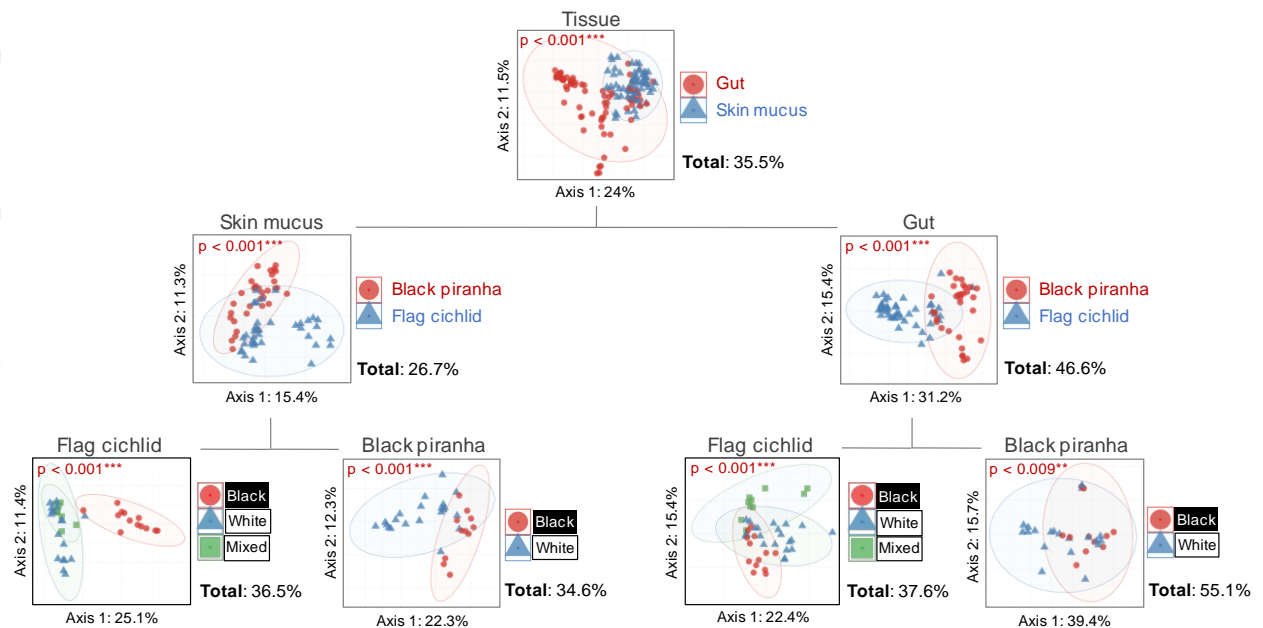 Tissue
p < 0.001***
Axis 2: 11.5%
Gut
Skin mucus
Total: 35.5%
Axis 1: 24%
Skin mucus
p < 0.001***
Axis 2: 11.3%
Black piranha
Flag cichlid
Total: 26.7%
Axis 1: 15.4%
Gut
p < 0.001***
Axis 2: 15.4%
Black piranha
Flag cichlid
Total: 46.6%
Axis 1: 31.2%
Flag cichlid
p < 0.001***
Axis 2: 11.4%
Black
White
Mixed
Total: 36.5%
Axis 1: 25.1%
Black piranha
p < 0.001***
Axis 2: 12.3%
Black
White
Total: 34.6%
Axis 1: 22.3%
Flag cichlid
p < 0.001***
Axis 2: 15.4%
Black
White
Mixed
Total: 37.6%
Axis 1: 22.4%
Black piranha
p < 0.009**
Axis 2: 15.7%
Black
White
Total: 55.1%
Axis 1: 39.4%